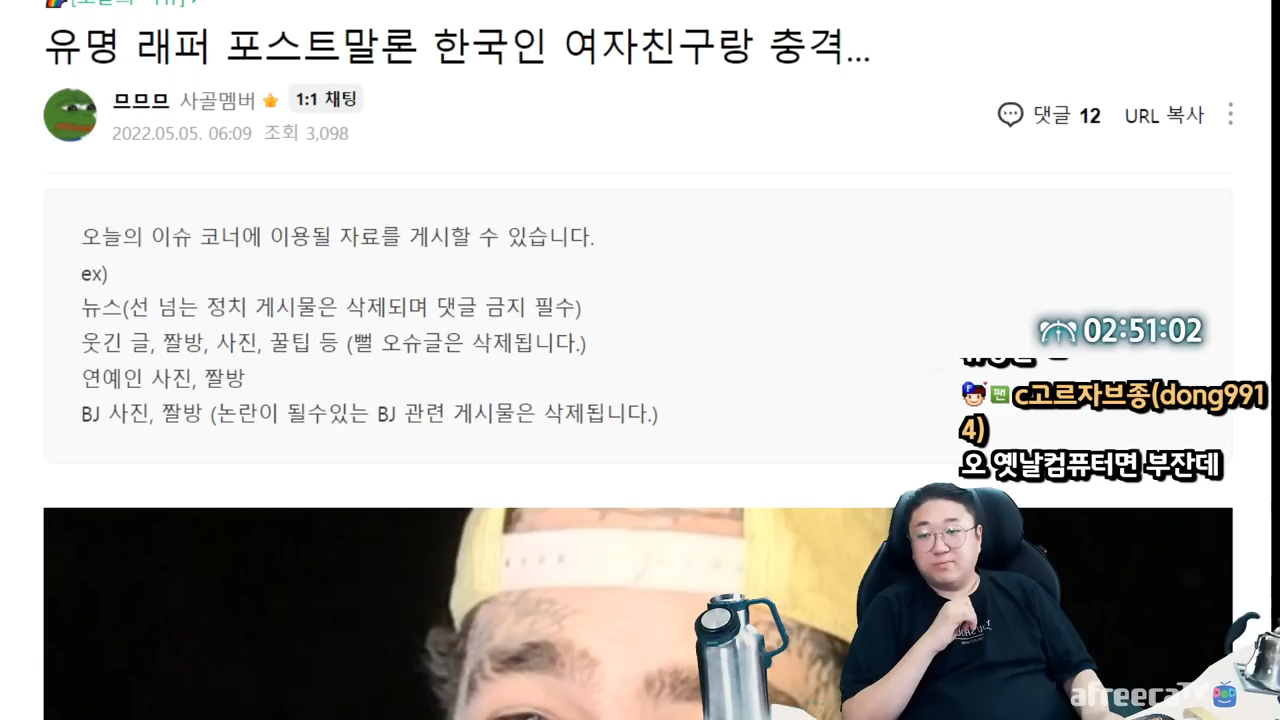 유명 래퍼 포스트말론 한국인 여자친구랑 충격...
므므므 사골멤버 1:1 채팅
2022.05.05. 06:09 조회 3,098
댓글 12 URL 복사
오늘의 이슈 코너에 이용될 자료를 게시할 수 있습니다.
ex)
뉴스(선 넘는 정치 게시물은 삭제되며 댓글 금지 필수)
웃긴 글, 짤방, 사진, 꿀팁 등 (뻘 오슈글은 삭제됩니다.)
연예인 사진, 짤방
BJ 사진, 짤방 (논란이 될수있는 BJ 관련 게시물은 삭제됩니다.)
02:51:02
F 팬 c고르자브종(dong991
4)
오 옛날컴퓨터면 부잔데
afreecaTV